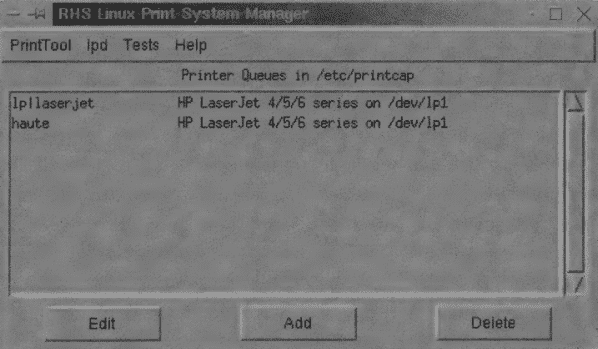 RHS Linux Print System Manager
PrintTool lpd Tests Help
Printer Queues in /etc/printcap
lp|laserjet HP LaserJet 4/5/6 series on /dev/lp1
haute HP LaserJet 4/5/6 series on /dev/lp1
Edit Add Delete